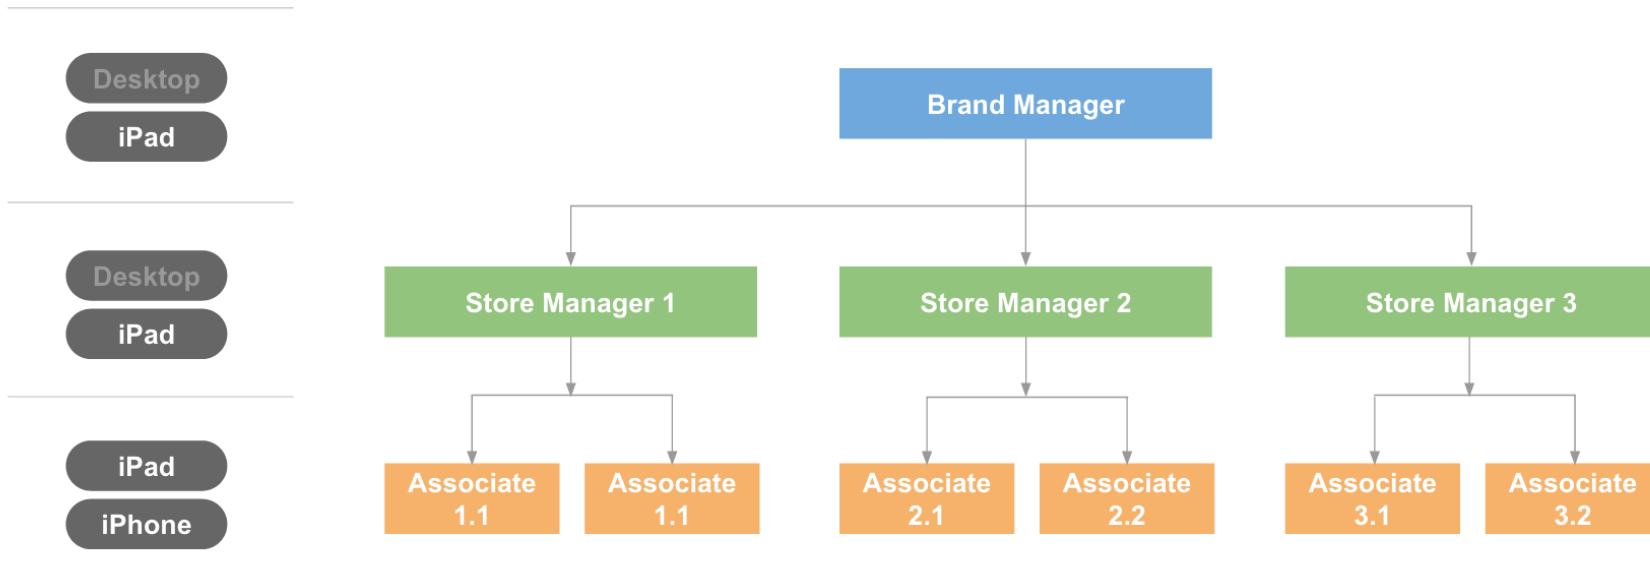 Desktop
iPad
Brand Manager
Desktop
iPad
Store Manager 1
Store Manager 2
Store Manager 3
iPad
iPhone
Associate
1.1
Associate
1.1
Associate
2.1
Associate
2.2
Associate
3.1
Associate
3.2